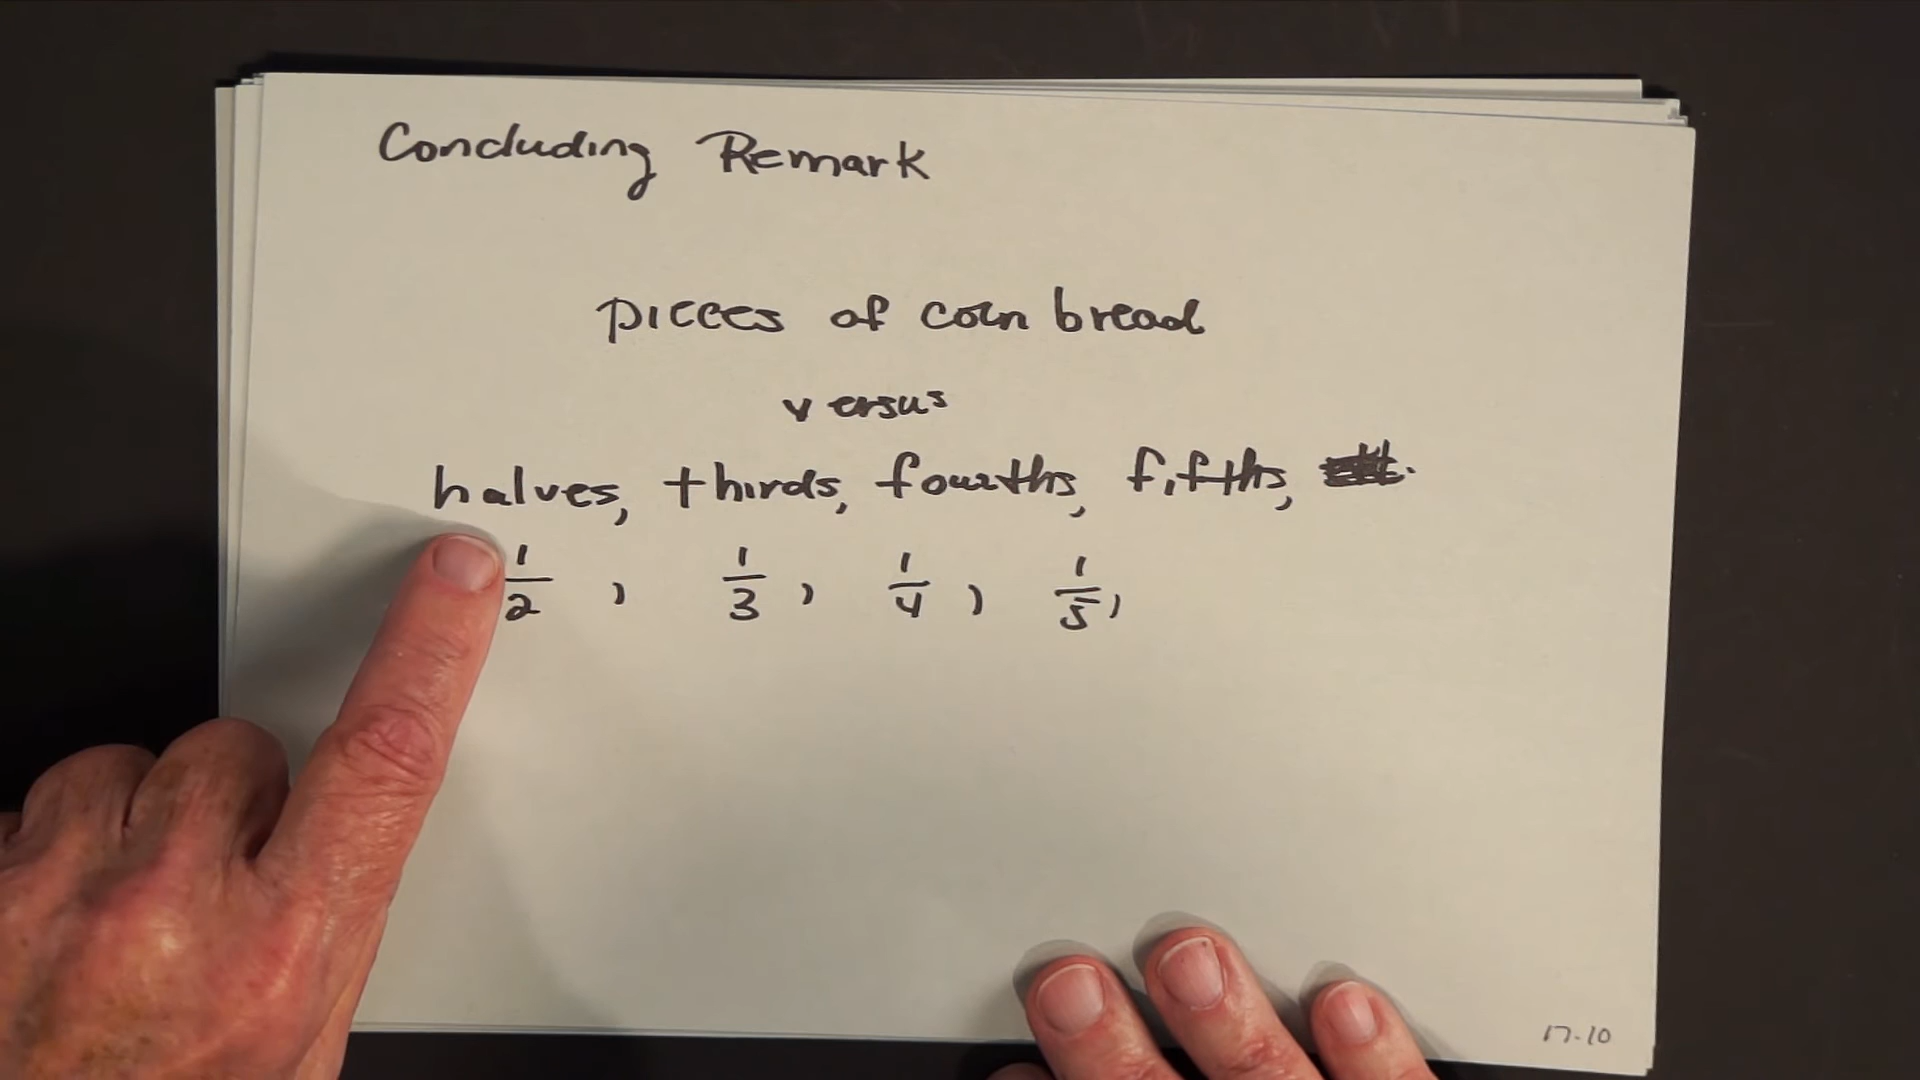 Concluding Remark
pieces of corn bread
versus
halves, thirds, fourths, fifths,
1/2, 1/3, 1/4, 1/5,
17-10